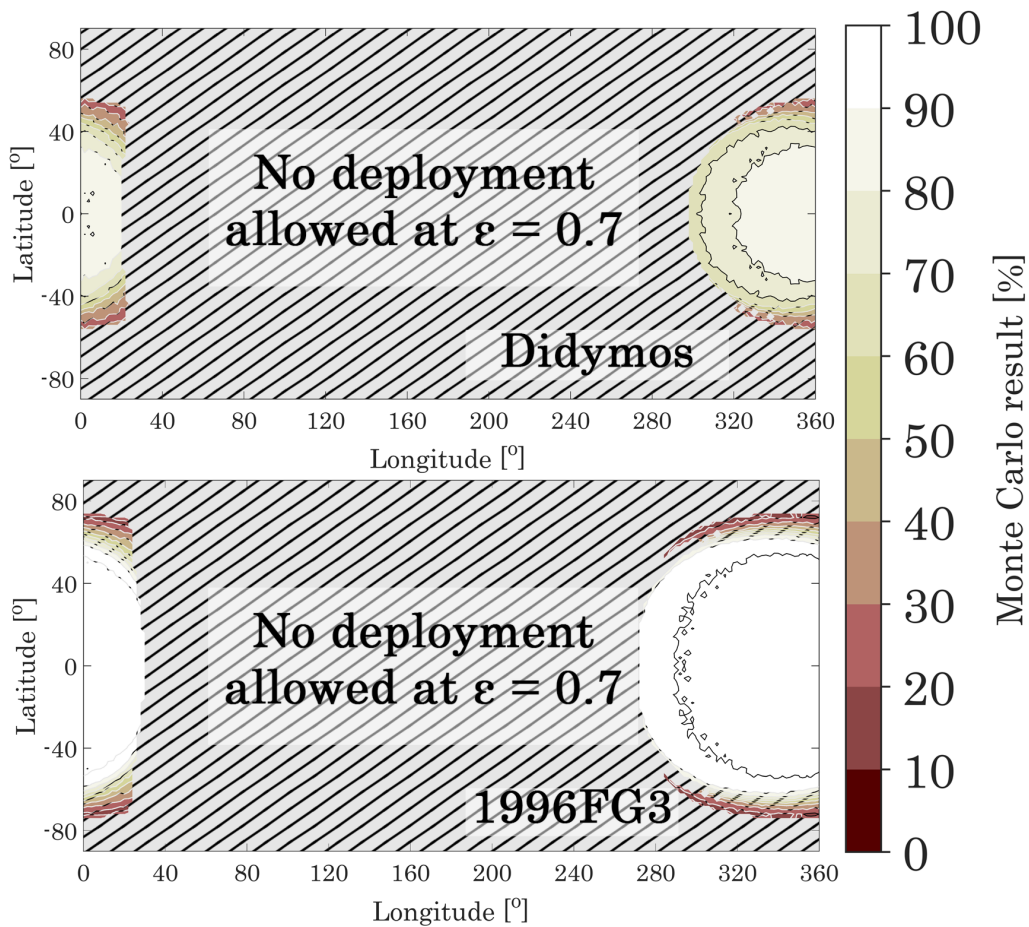 80
40
0
-40
-80
Latitude [º]
No deployment
allowed at ε = 0.7
Didymos
0 40 80 120 160 200 240 280 320 360
Longitude [º]
80
40
0
-40
-80
Latitude [º]
No deployment
allowed at ε = 0.7
1996FG3
0 40 80 120 160 200 240 280 320 360
Longitude [º]
100
90
80
70
60
50
40
30
20
10
0
Monte Carlo result [%]